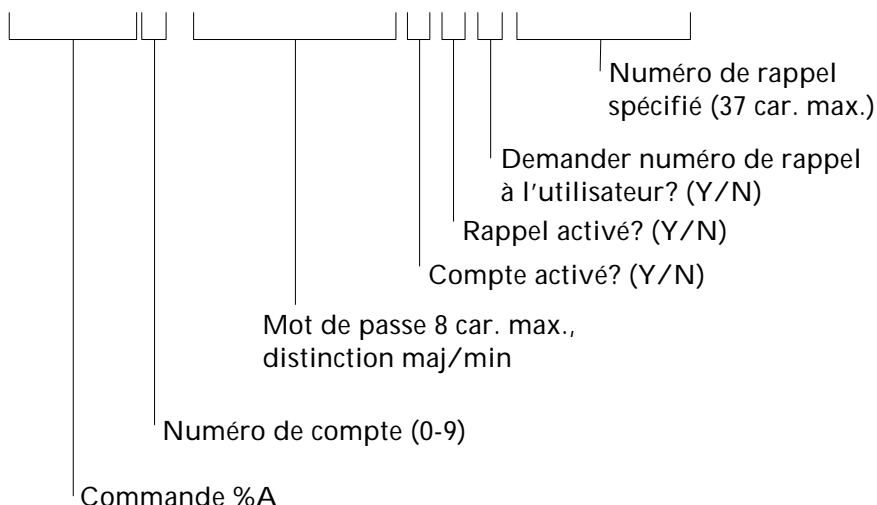 Numéro de rappel
spécifié (37 car. max.)
Demander numéro de rappel
à l'utilisateur? (Y/N)
Rappel activé? (Y/N)
Compte activé? (Y/N)
Mot de passe 8 car. max.,
distinction maj/min
Numéro de compte (0-9)
Commande %A